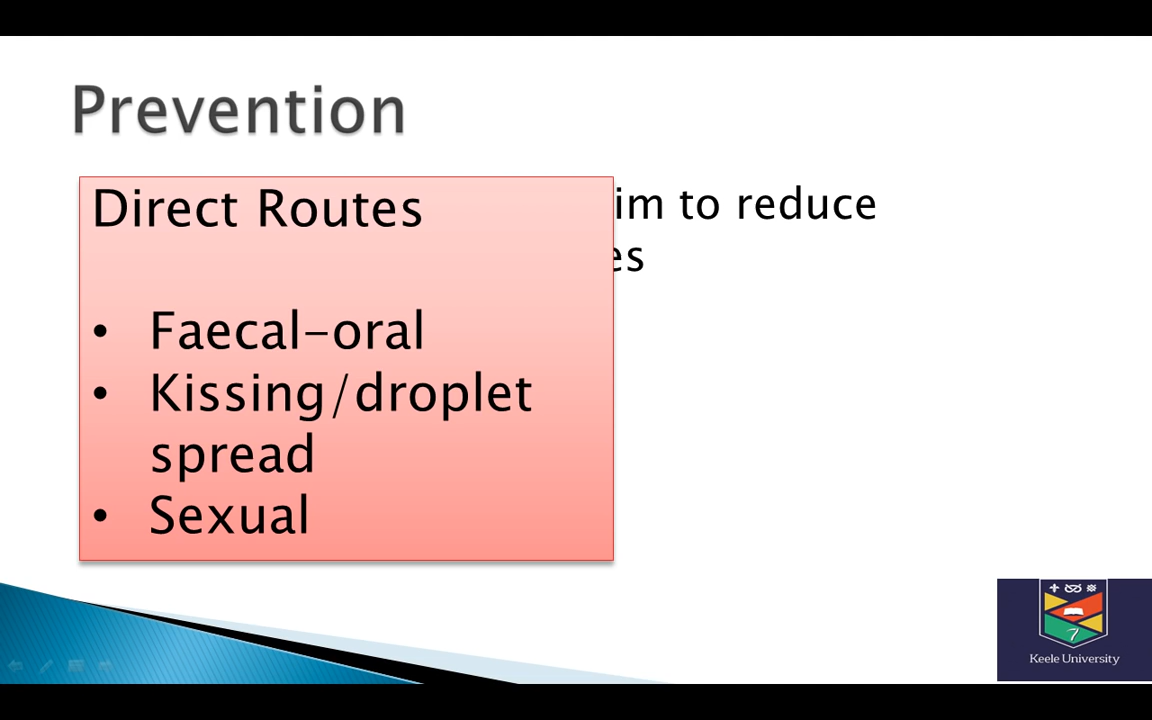 Prevention
Direct Routes
im to reduce
es
• Faecal-oral
• Kissing/droplet
spread
• Sexual
Keele University